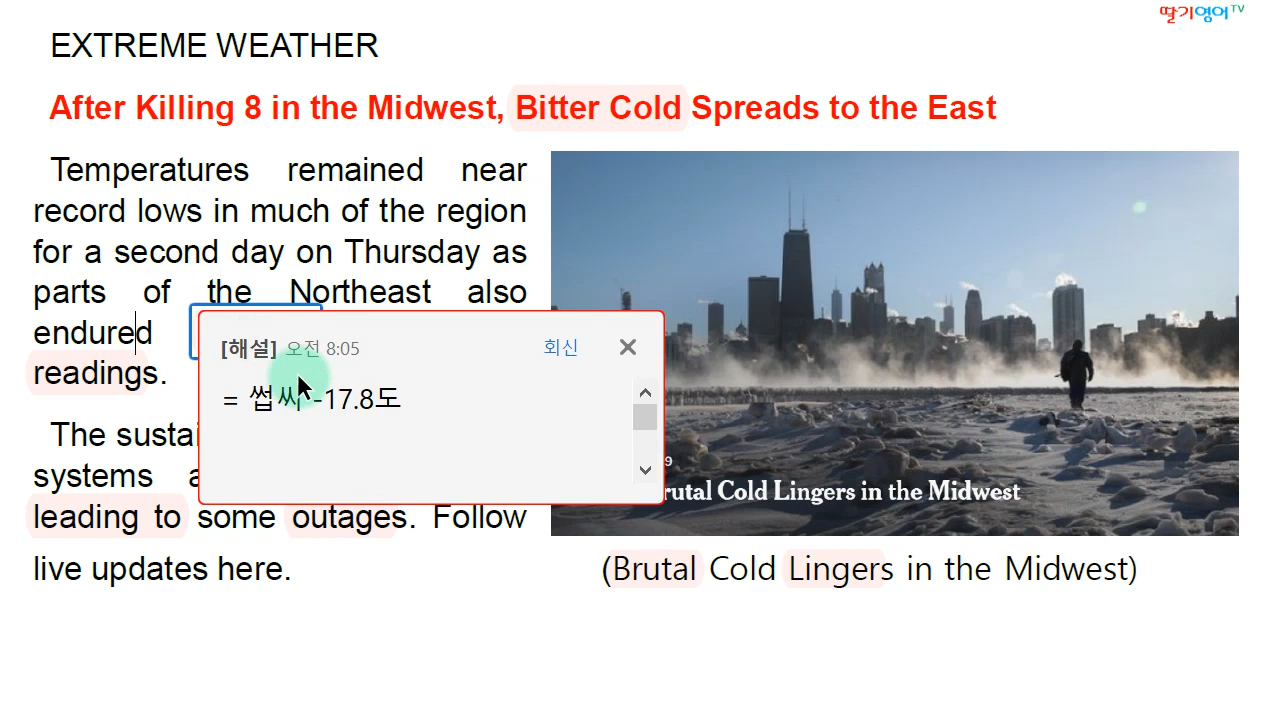 딸기영어TV
EXTREME WEATHER
After Killing 8 in the Midwest, Bitter Cold Spreads to the East
Temperatures remained near
record lows in much of the region
for a second day on Thursday as
parts of the Northeast also
endured
readings.
[해설] 오전 8:05 회신
= 썹씨 -17.8도
The
systems
leading to some outages. Follow
live updates here.
9
Cold Lingers in the Midwest
(Brutal Cold Lingers in the Midwest)